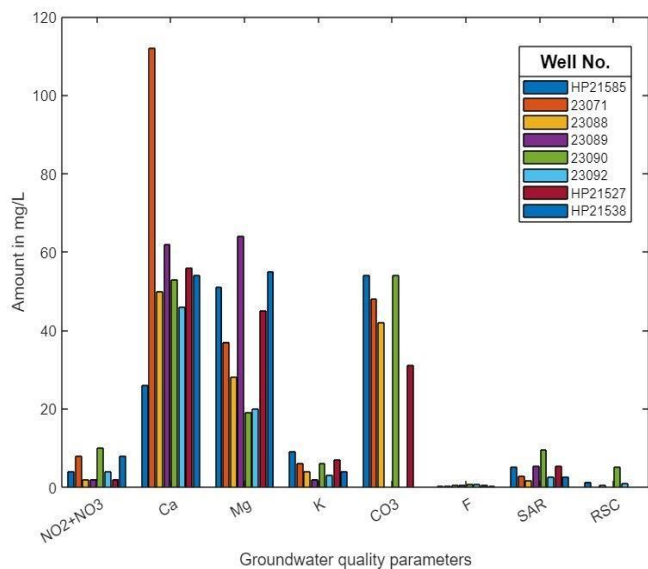 120
100
80
60
40
20
0
Amount in mg/L
Well No.
HP21585
23071
23088
23089
23090
23092
HP21527
HP21538
NO2+NO3
Ca
Mg
K
CO3
F
SAR
RSC
Groundwater quality parameters